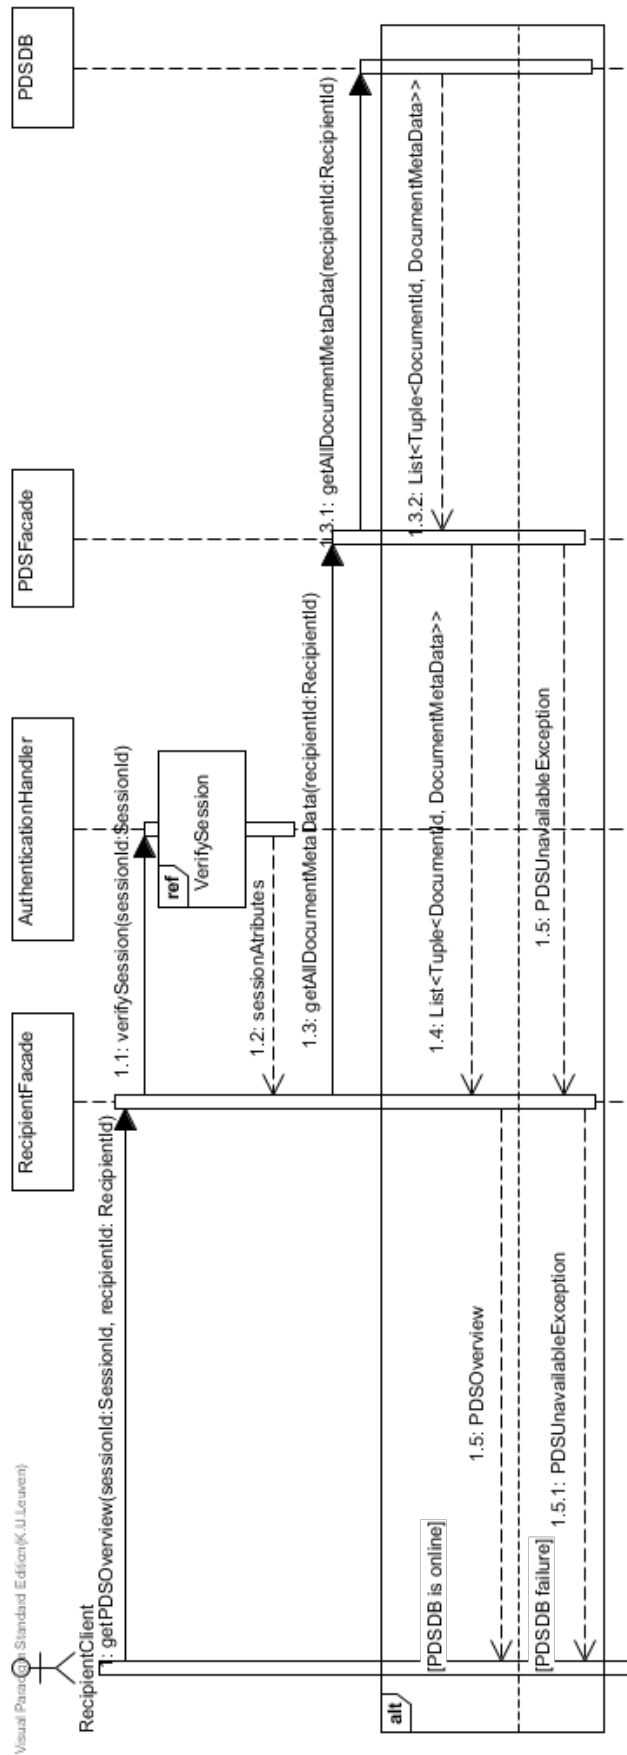 Visual Paradigm Standard Edition(K.U.Leuven)
RecipientClient
RecipientFacade
AuthenticationHandler
PDSFacade
PDSDB
1: getPDSOverview(sessionId:SessionId, recipientId: RecipientId)
1.1: verifySession(sessionId:SessionId)
ref
VerifySession
1.2: sessionAtributes
1.3: getAllDocumentMetaData(recipientId:RecipientId)
1.3.1: getAllDocumentMetaData(recipientId:RecipientId)
alt
[PDSDB is online]
1.3.2: List<Tuple<DocumentId, DocumentMetaData>>
1.4: List<Tuple<DocumentId, DocumentMetaData>>
1.5: PDSOverview
[PDSDB failure]
1.5: PDSUnavailableException
1.5.1: PDSUnavailableException